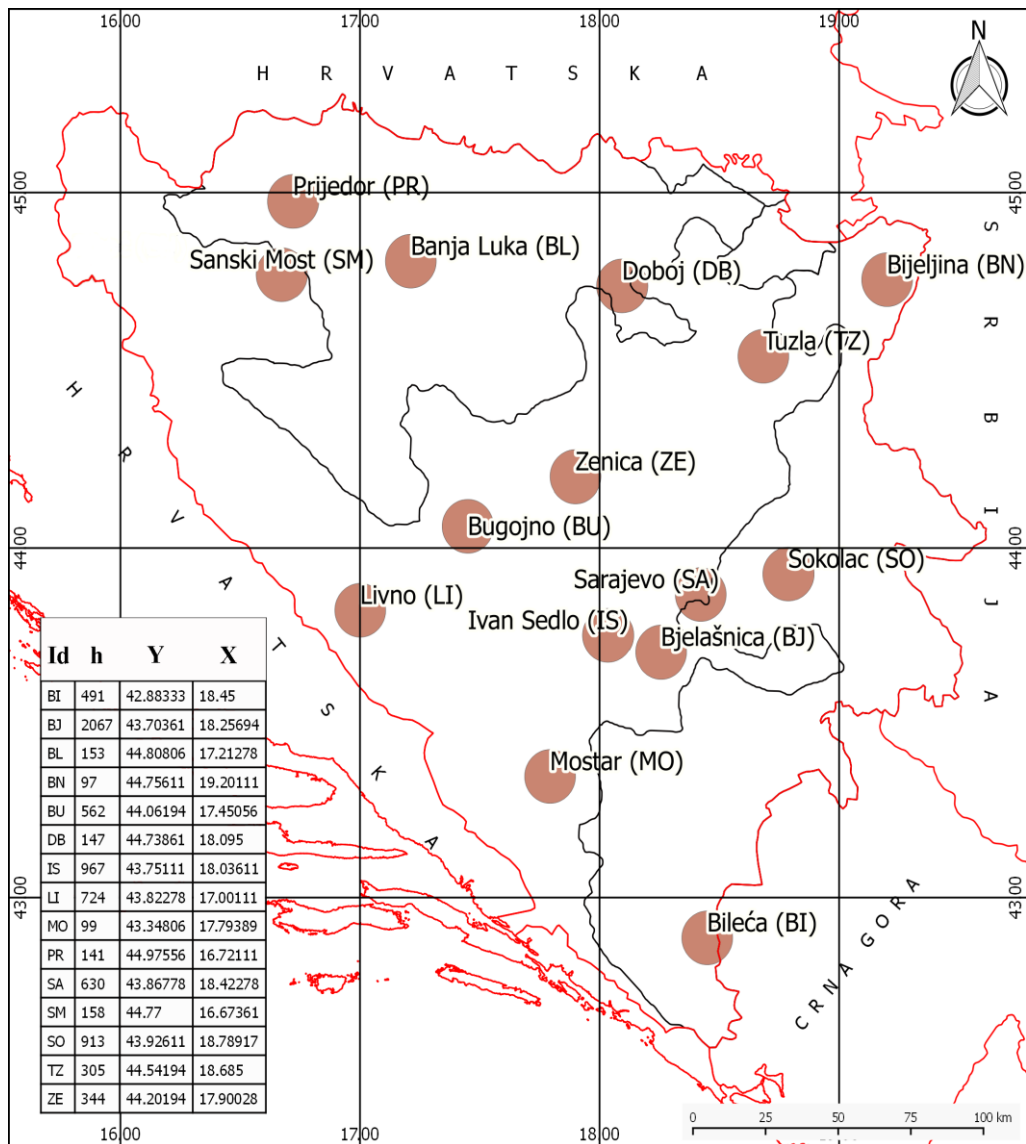 16.00 17.00 18.00 19.00
N
H R V A T S K A
45.00 Prijedor (PR) 45.00
Banja Luka (BL)
Sanski Most (SM)
Doboj (DB)
Bijeljina (BN)
S R B I J A
Tuzla (TZ)
H R V A T S K A
Zenica (ZE)
Bugojno (BU)
44.00 44.00
Sokolac (SO)
Sarajevo (SA)
Livno (LI)
Ivan Sedlo (IS)
Bjelašnica (BJ)
Mostar (MO)
43.00
Bileća (BI)
CRNA GORA
Id h Y X
BI 491 42.88333 18.45
BJ 2067 43.70361 18.25694
BL 153 44.80806 17.21278
BN 97 44.75611 19.20111
BU 562 44.06194 17.45056
DB 147 44.73861 18.095
IS 967 43.75111 18.03611
LI 724 43.82278 17.00111
MO 99 43.34806 17.79389
PR 141 44.97556 16.72111
SA 630 43.86778 18.42278
SM 158 44.77 16.67361
SO 913 43.92611 18.78917
TZ 305 44.54194 18.685
ZE 344 44.20194 17.90028
0 25 50 75 100 km
16.00 17.00 18.00